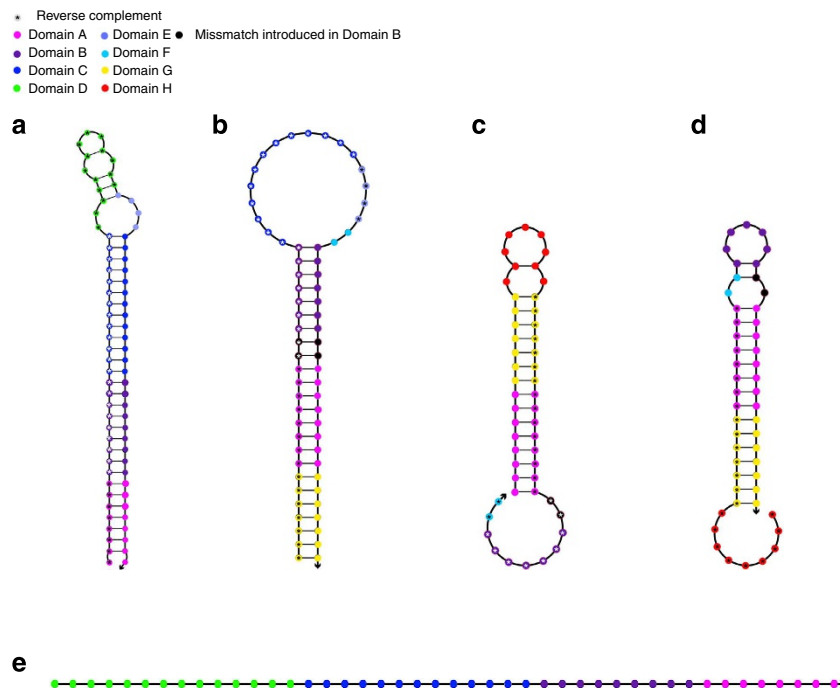 Reverse complement
Domain A Domain E Missmatch introduced in Domain B
Domain B Domain F
Domain C Domain G
Domain D Domain H
a b c d
e